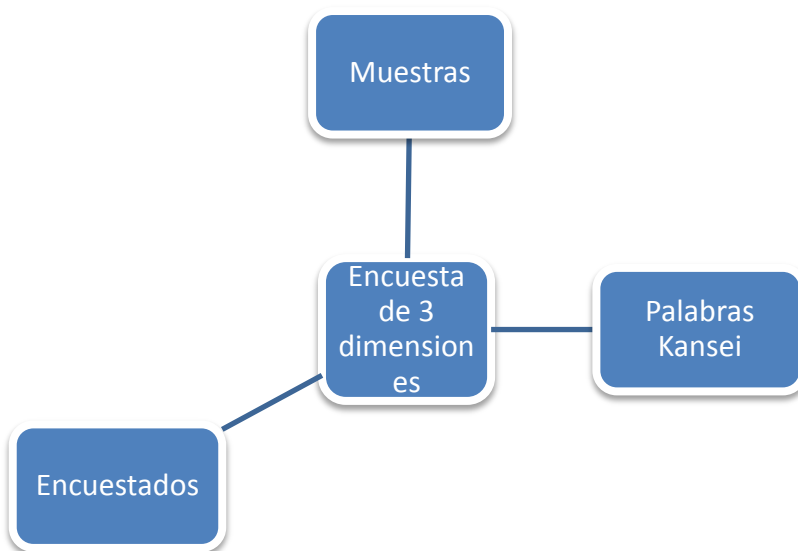 Muestras
Encuesta
de 3
dimension
es
Palabras
Kansei
Encuestados